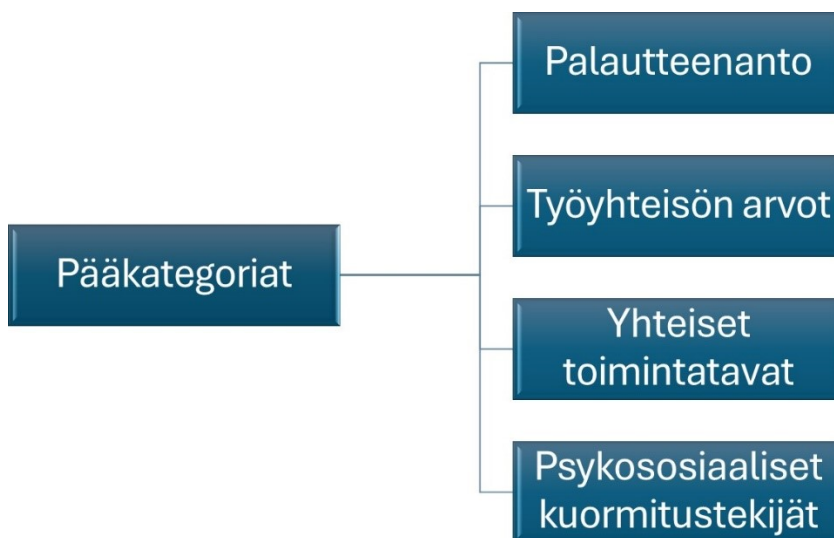 Pääkategoriat
Palautteenanto
Työyhteisön arvot
Yhteiset
toimintatavat
Psykososiaaliset
kuormitustekijät